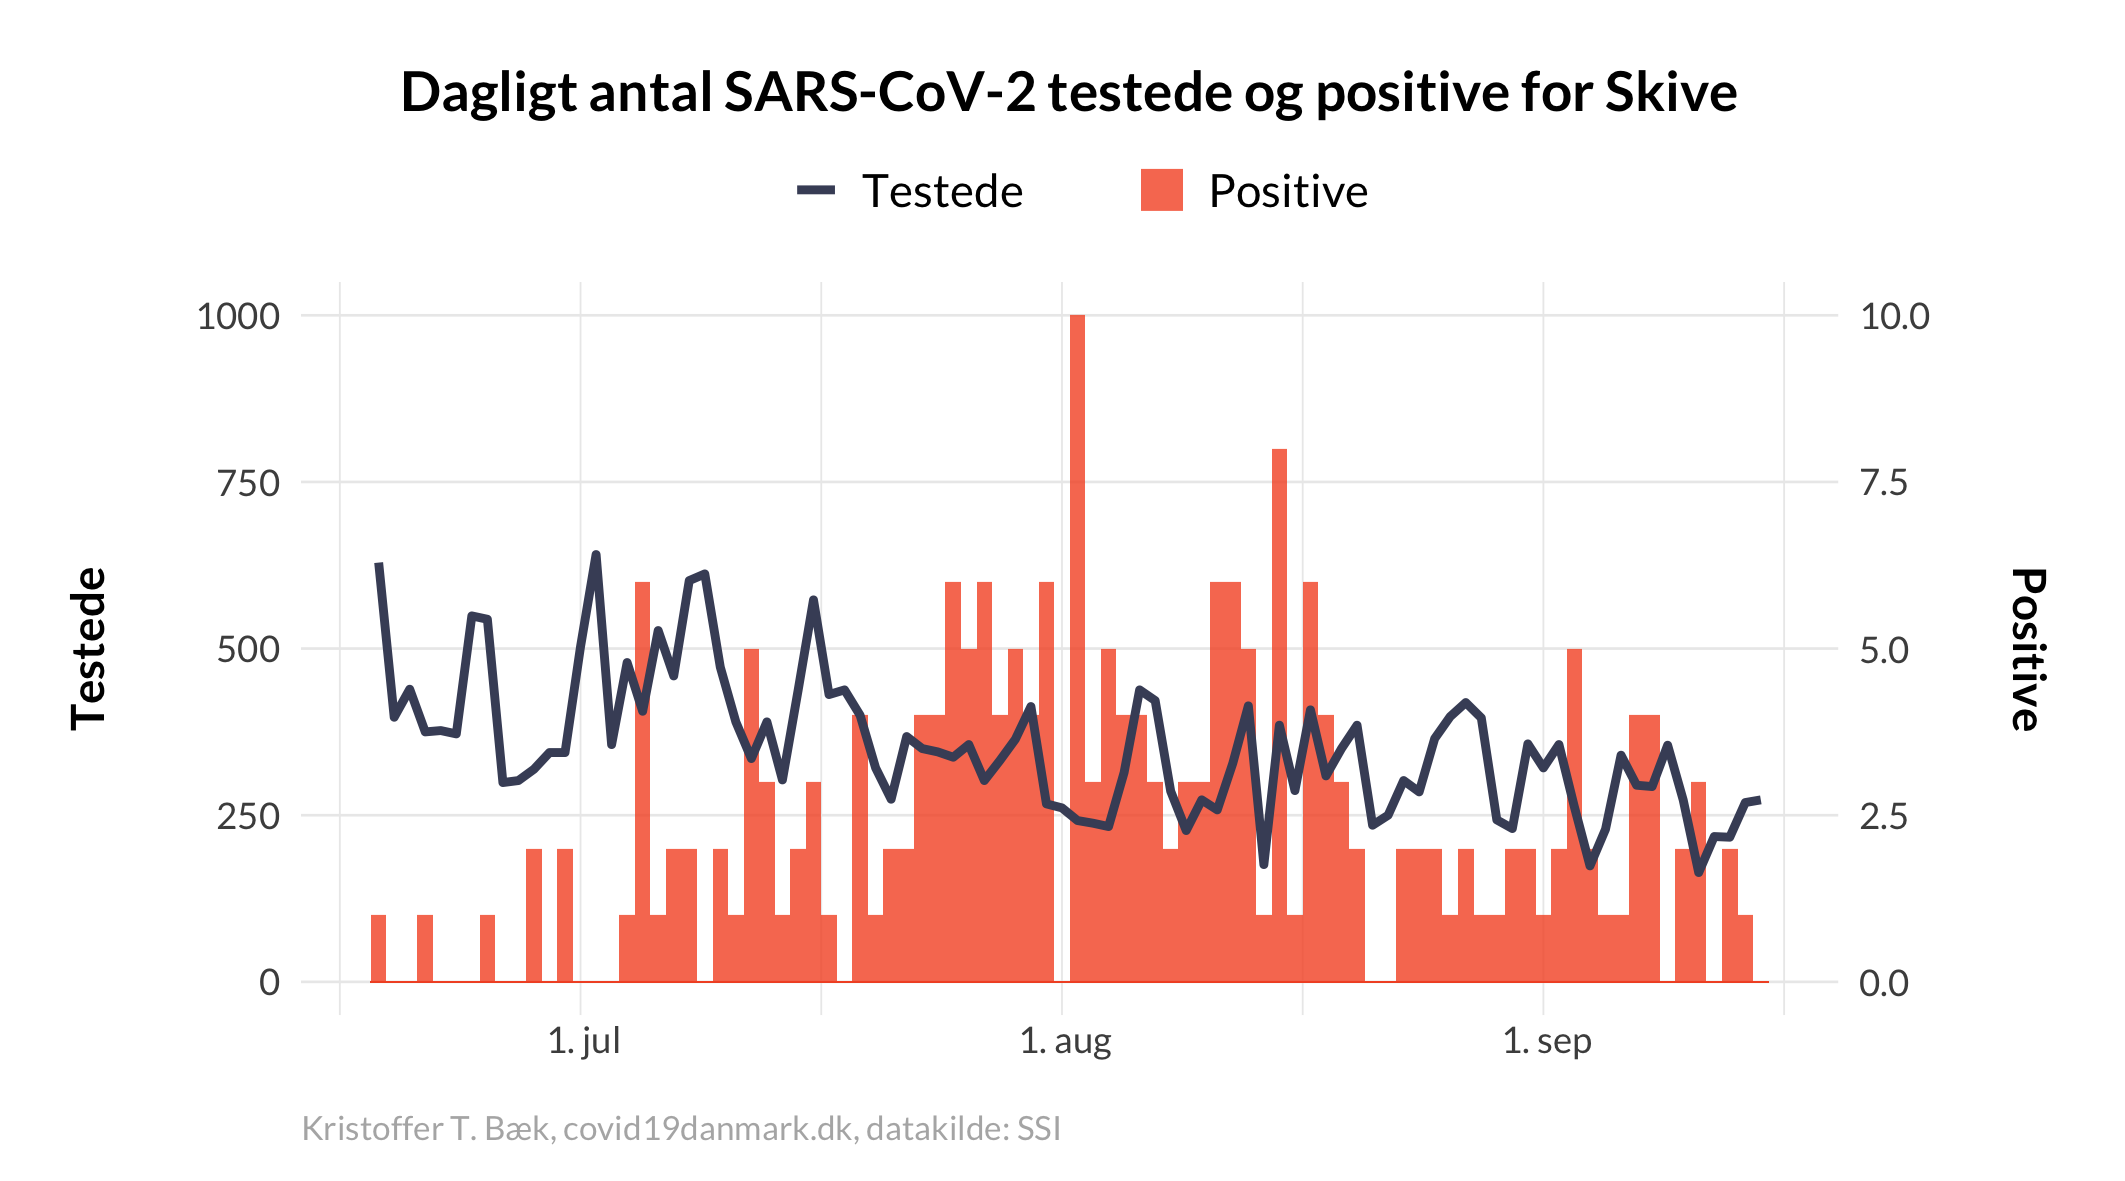 Dagligt antal SARS-CoV-2 testede og positive for Skive
Testede Positive
1000 10.0
750 7.5
500 5.0
250 2.5
0 0.0
Testede
Positive
1. jul 1. aug 1. sep
Kristoffer T. Bæk, covid19danmark.dk, datakilde: SSI